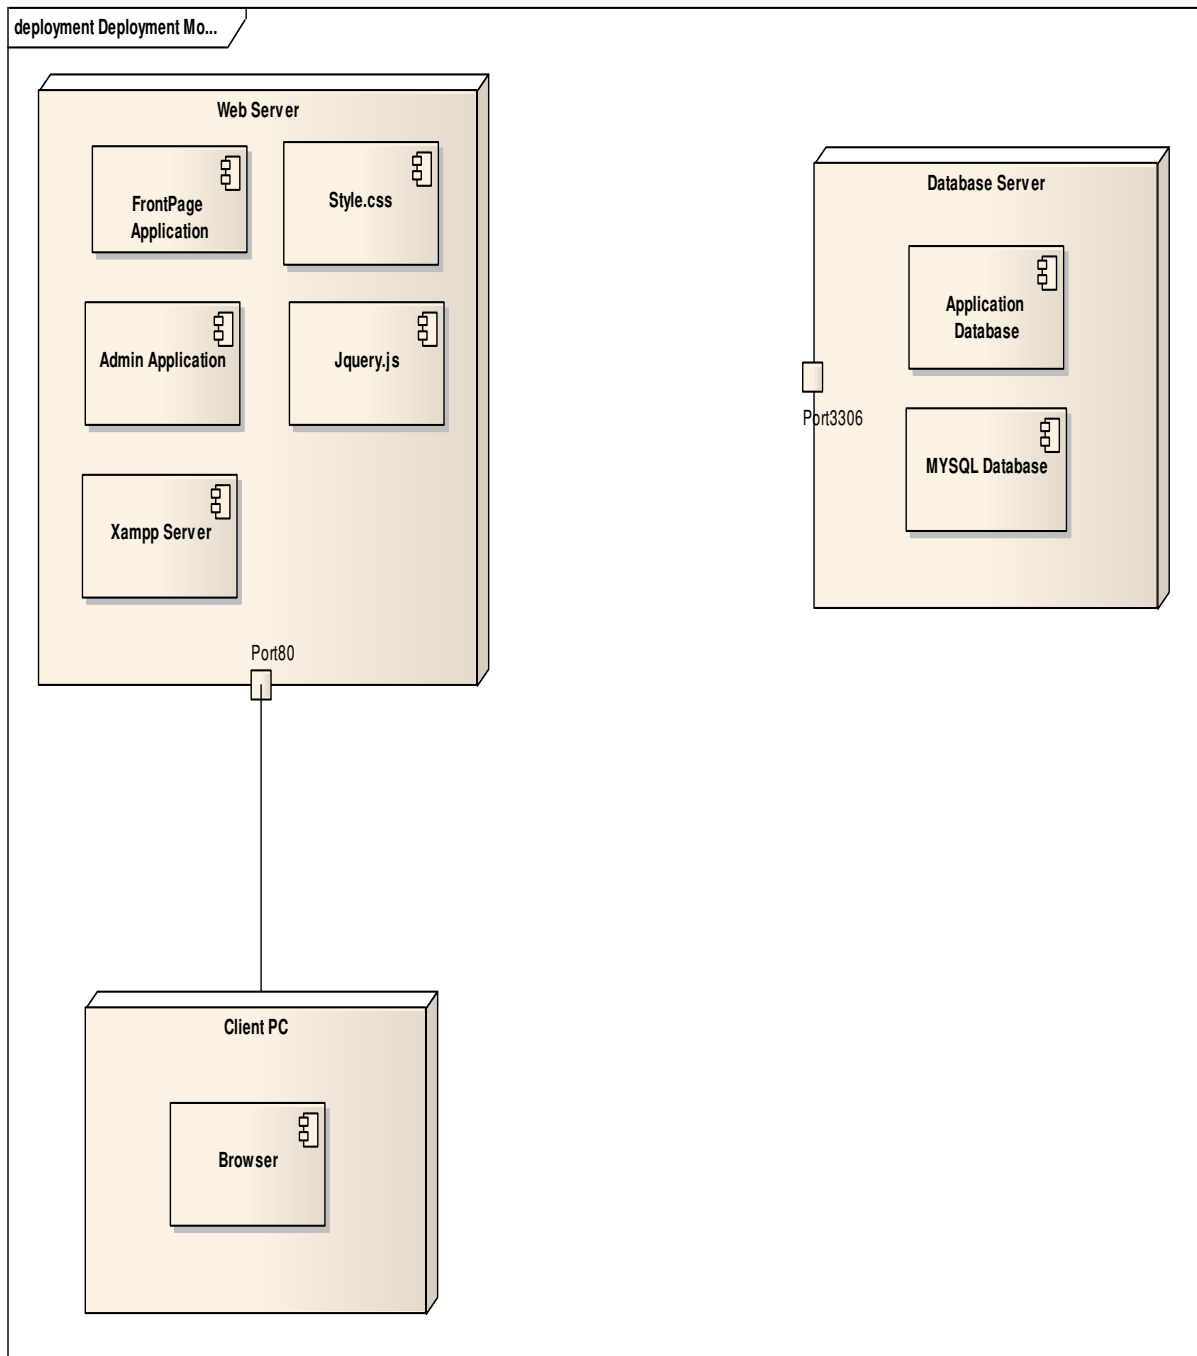 deployment Deployment Mo...
Web Server
FrontPage
Application
Style.css
Admin Application
Jquery.js
Xampp Server
Port80
Database Server
Application
Database
Port3306
MYSQL Database
Client PC
Browser